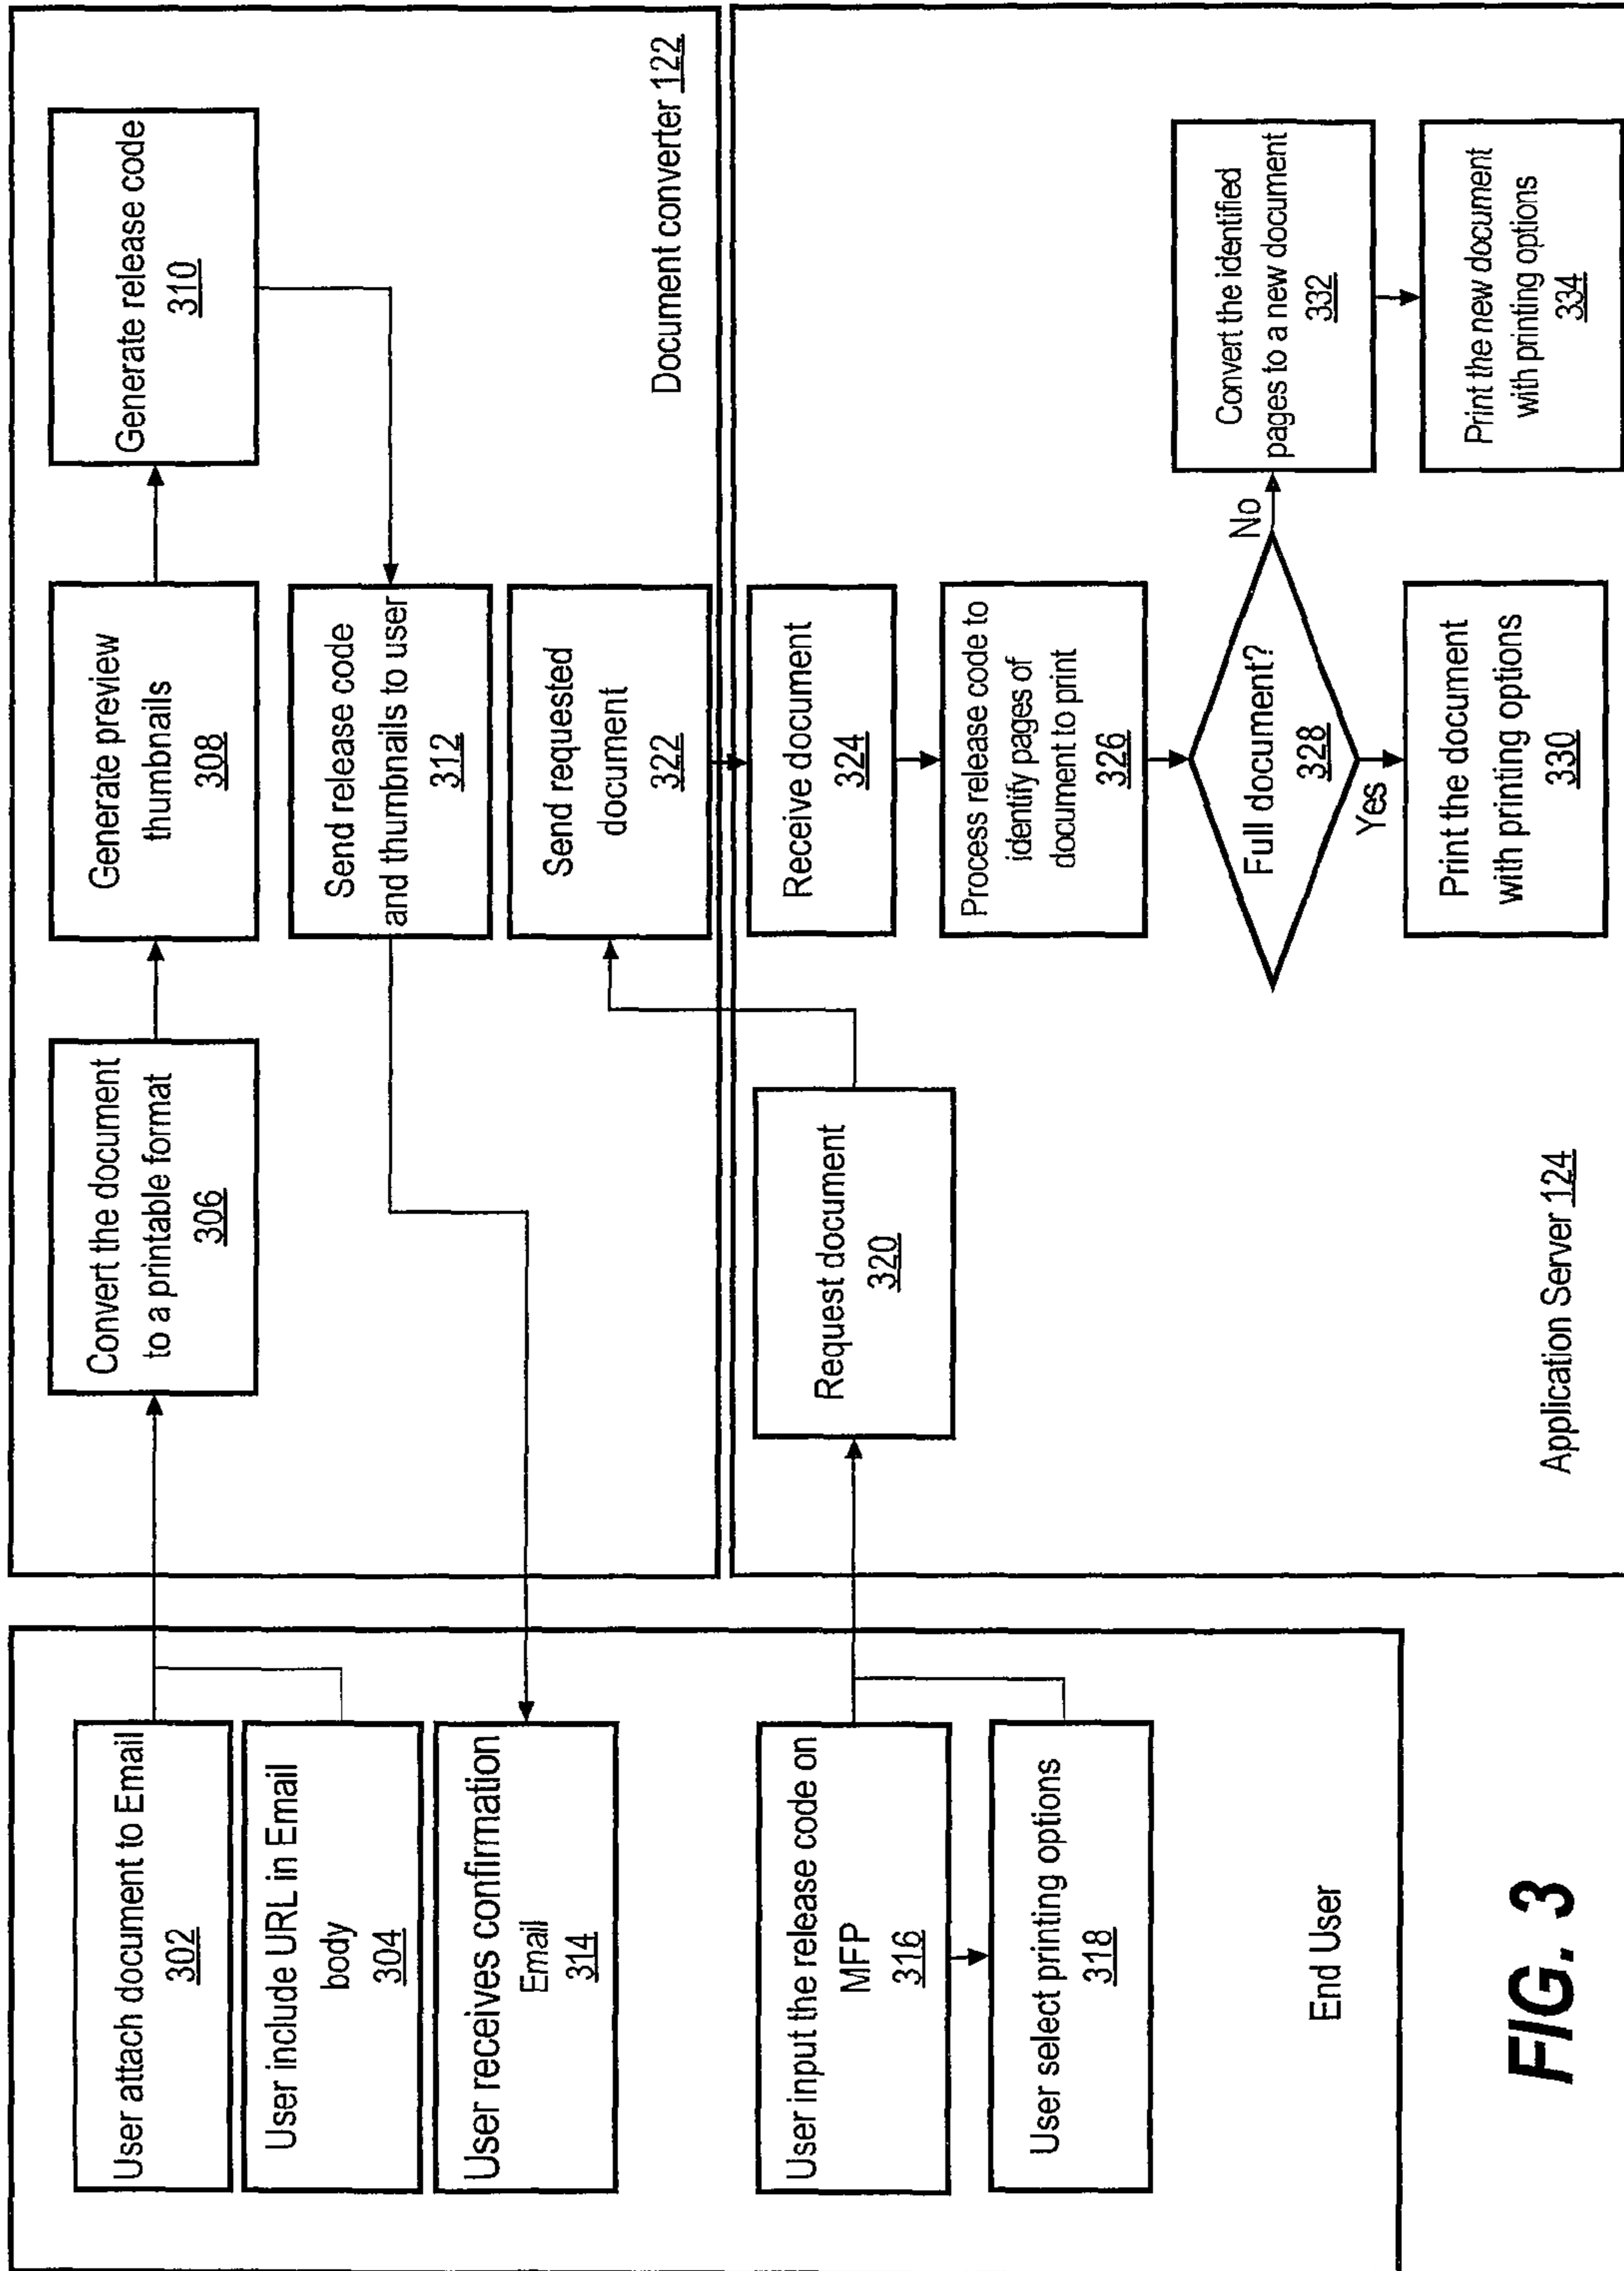 User attach document to Email
302
User include URL in Email
body
304
User receives confirmation
Email
314
User input the release code on
MFP
316
User select printing options
318
End User
Convert the document
to a printable format
306
Generate preview
thumbnails
308
Generate release code
310
Send release code
and thumbnails to user
312
Send requested
document
322
Document converter 122
Request document
320
Receive document
324
Process release code to
identify pages of
document to print
326
Full document?
328
No
Yes
Convert the identified
pages to a new document
332
Print the new document
with printing options
334
Print the document
with printing options
330
Application Server 124
FIG. 3